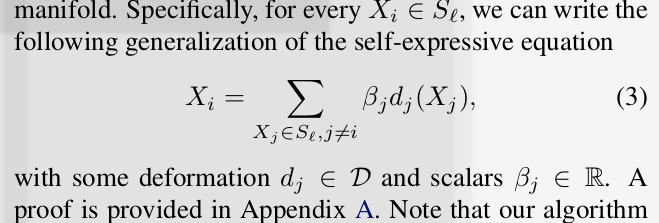 manifold. Specifically, for every $X_i \in S_\ell$, we can write the
following generalization of the self-expressive equation
$$X_i = \sum_{X_j \in S_\ell, j \neq i} \beta_j d_j(X_j), \quad (3)$$
with some deformation $d_j \in \mathcal{D}$ and scalars $\beta_j \in \mathbb{R}$. A
proof is provided in Appendix A. Note that our algorithm